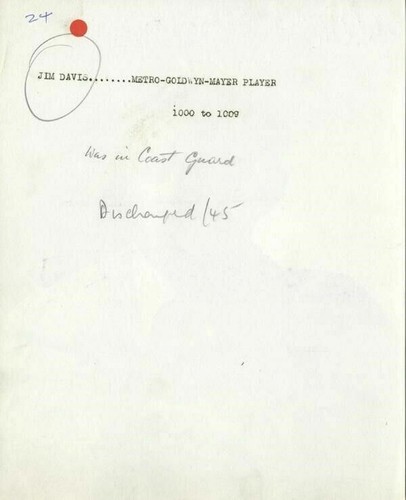 24
JIM DAVIS........METRO-GOLDWYN-MAYER PLAYER
1000 to 1009
Was in Coast Guard
Discharged /45